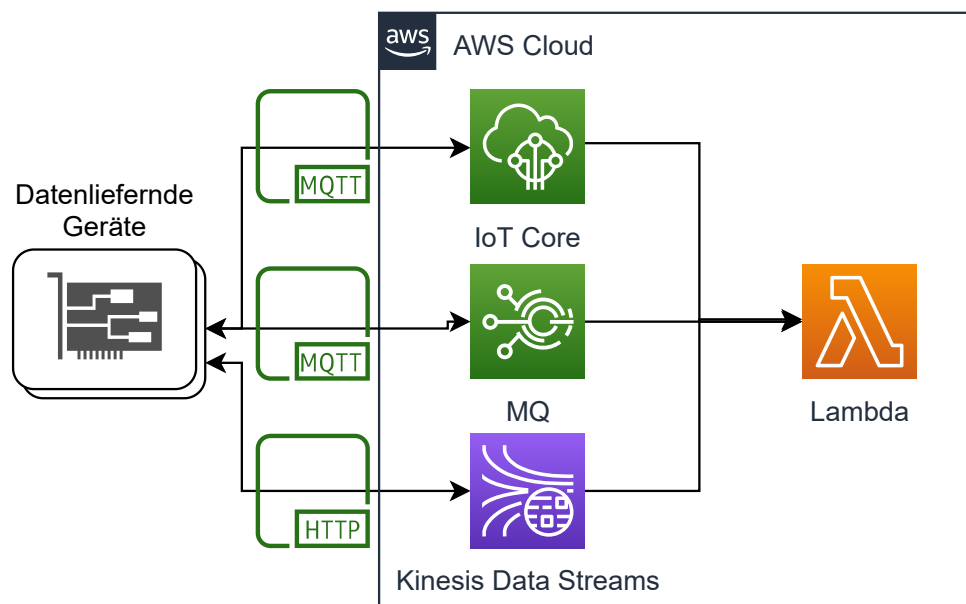 aws
AWS Cloud
MQTT
IoT Core
Datenliefernde
Geräte
MQTT
MQ
Lambda
HTTP
Kinesis Data Streams